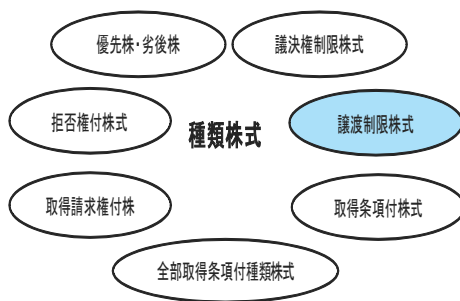 優先株・劣後株
議決権制限株式
拒否権付株式
種類株式
譲渡制限株式
取得請求権付株
取得条項付株式
全部取得条項付種類株式